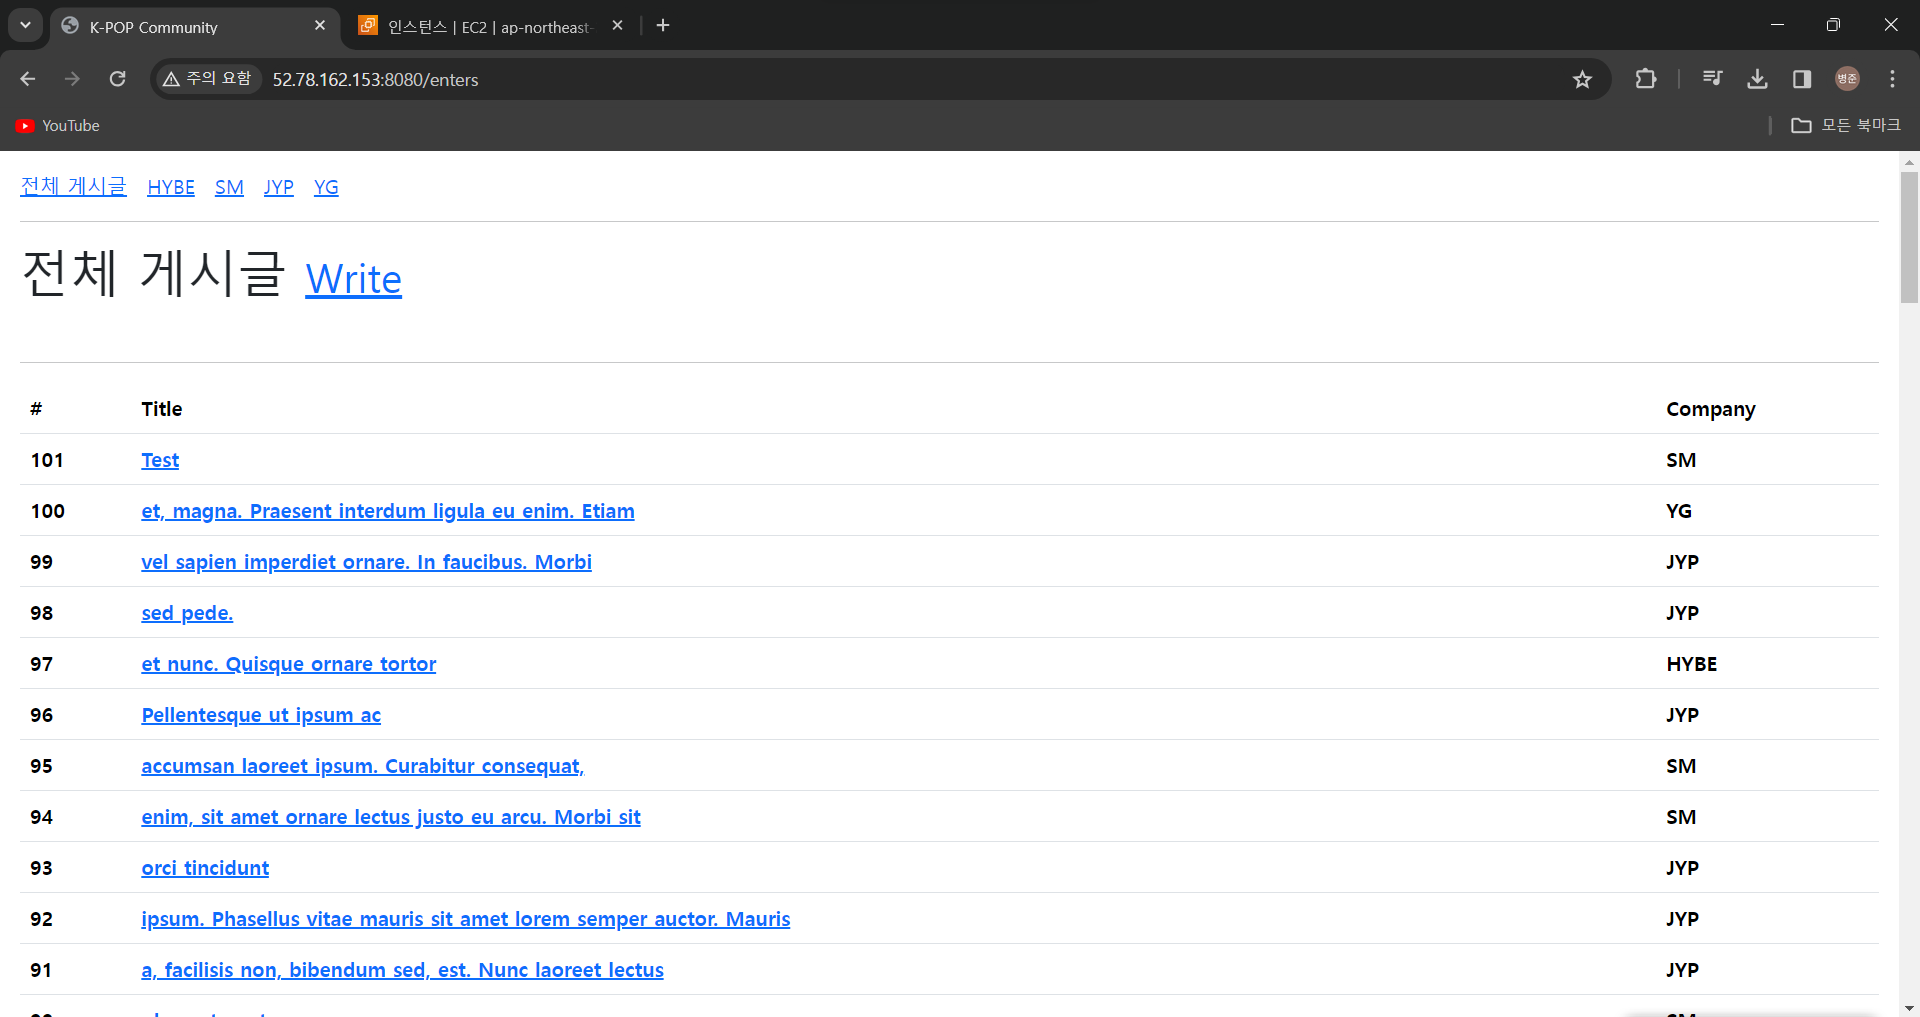 K-POP Community
인스턴스 | EC2 | ap-northeast-
주의 요함
52.78.162.153:8080/enters
병준
YouTube
모든 북마크
전체 게시글 HYBE SM JYP YG
전체 게시글 Write
# Title Company
101 Test SM
100 et, magna. Praesent interdum ligula eu enim. Etiam YG
99 vel sapien imperdiet ornare. In faucibus. Morbi JYP
98 sed pede. JYP
97 et nunc. Quisque ornare tortor HYBE
96 Pellentesque ut ipsum ac JYP
95 accumsan laoreet ipsum. Curabitur consequat, SM
94 enim, sit amet ornare lectus justo eu arcu. Morbi sit SM
93 orci tincidunt JYP
92 ipsum. Phasellus vitae mauris sit amet lorem semper auctor. Mauris JYP
91 a, facilisis non, bibendum sed, est. Nunc laoreet lectus JYP